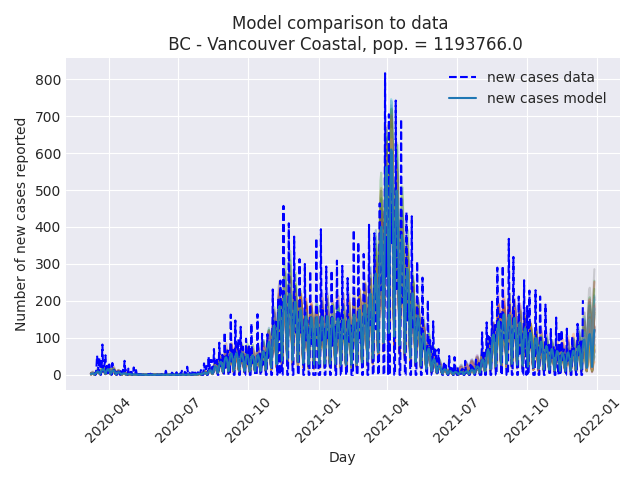 Model comparison to data
BC - Vancouver Coastal, pop. = 1193766.0
new cases data
new cases model
Number of new cases reported
800
700
600
500
400
300
200
100
0
2020-04
2020-07
2020-10
2021-01
2021-04
2021-07
2021-10
2022-01
Day